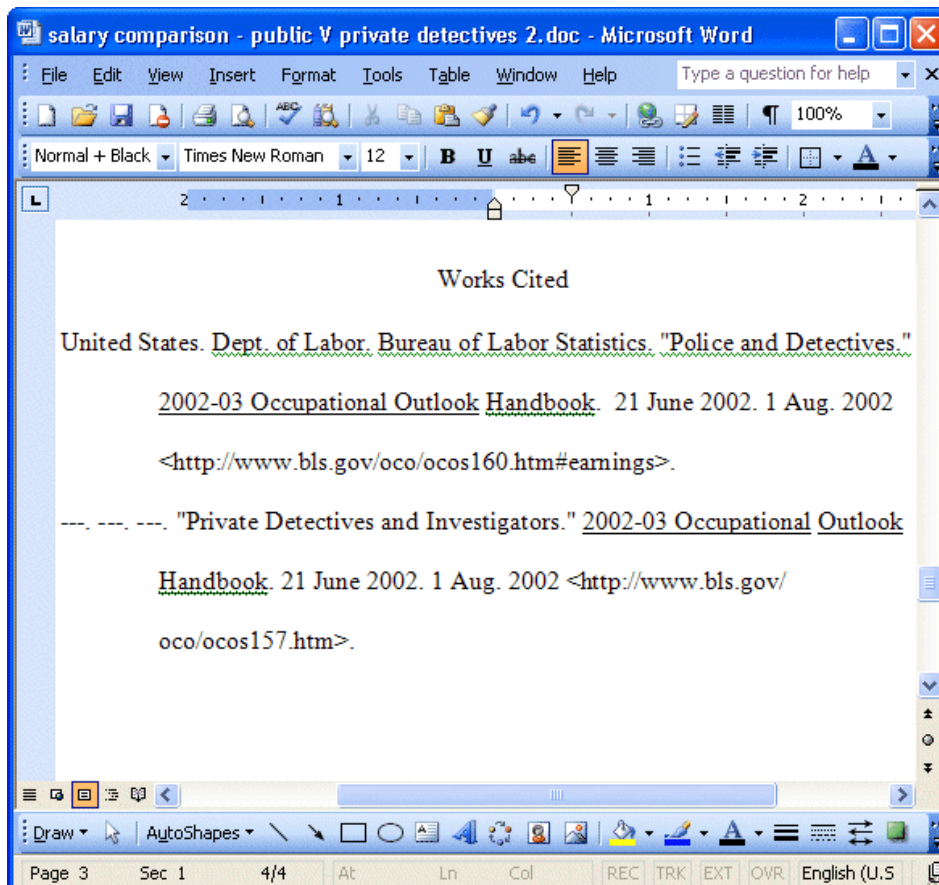 salary comparison - public V private detectives 2.doc - Microsoft Word
File Edit View Insert Format Tools Table Window Help Type a question for help
ABC 100%
Normal + Black Times New Roman 12 B U abc A
2 1 1 2
Works Cited
United States. Dept. of Labor. Bureau of Labor Statistics. "Police and Detectives."
2002-03 Occupational Outlook Handbook.  21 June 2002. 1 Aug. 2002
<http://www.bls.gov/oco/ocos160.htm#earnings>.
---. ---. ---. "Private Detectives and Investigators." 2002-03 Occupational Outlook
Handbook. 21 June 2002. 1 Aug. 2002 <http://www.bls.gov/
oco/ocos157.htm>.
Draw AutoShapes A
Page 3 Sec 1 4/4 At Ln Col REC TRK EXT OVR English (U.S